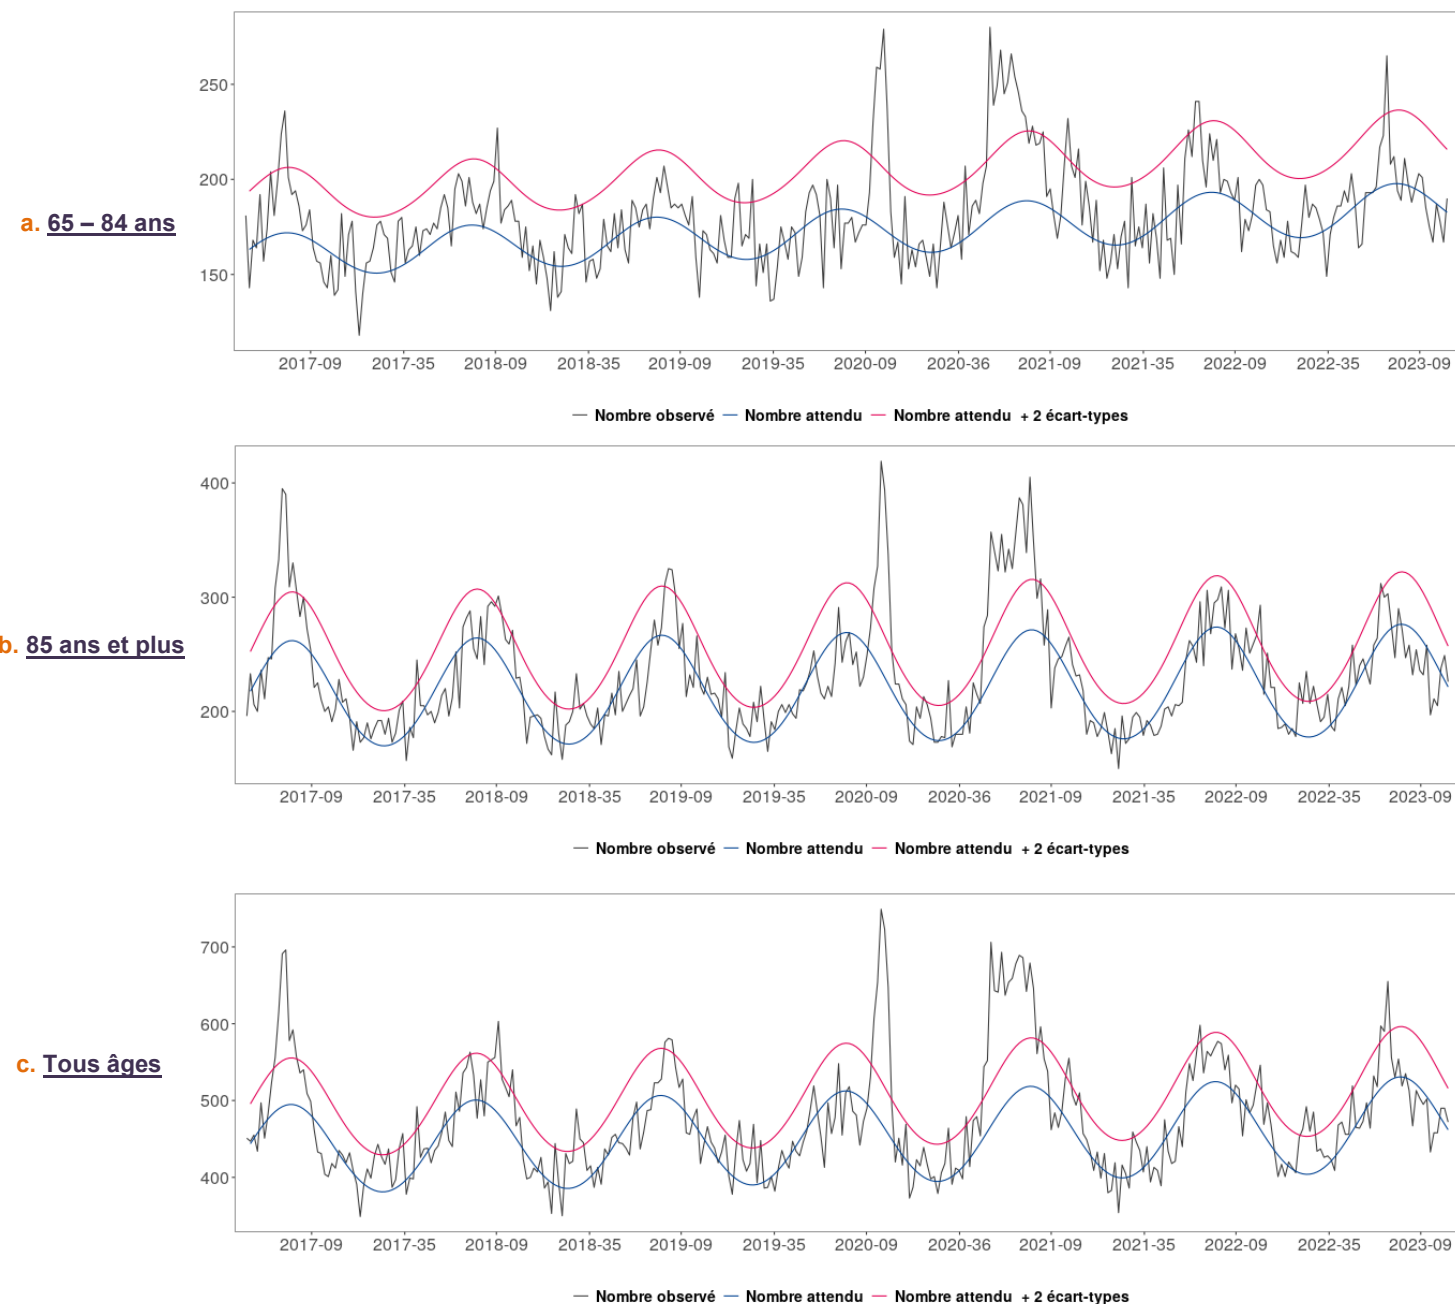 250
200
150
a. 65 – 84 ans
2017-09 2017-35 2018-09 2018-35 2019-09 2019-35 2020-09 2020-36 2021-09 2021-35 2022-09 2022-35 2023-09
Nombre observé Nombre attendu Nombre attendu + 2 écart-types
400
300
200
b. 85 ans et plus
2017-09 2017-35 2018-09 2018-35 2019-09 2019-35 2020-09 2020-36 2021-09 2021-35 2022-09 2022-35 2023-09
Nombre observé Nombre attendu Nombre attendu + 2 écart-types
700
600
500
400
c. Tous âges
2017-09 2017-35 2018-09 2018-35 2019-09 2019-35 2020-09 2020-36 2021-09 2021-35 2022-09 2022-35 2023-09
Nombre observé Nombre attendu Nombre attendu + 2 écart-types